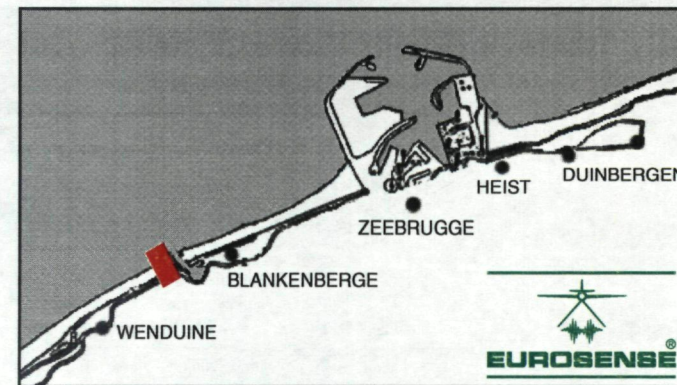 DUINBERGEN
HEIST
ZEEBRUGGE
BLANKENBERGE
WENDUINE
EUROSENSE®